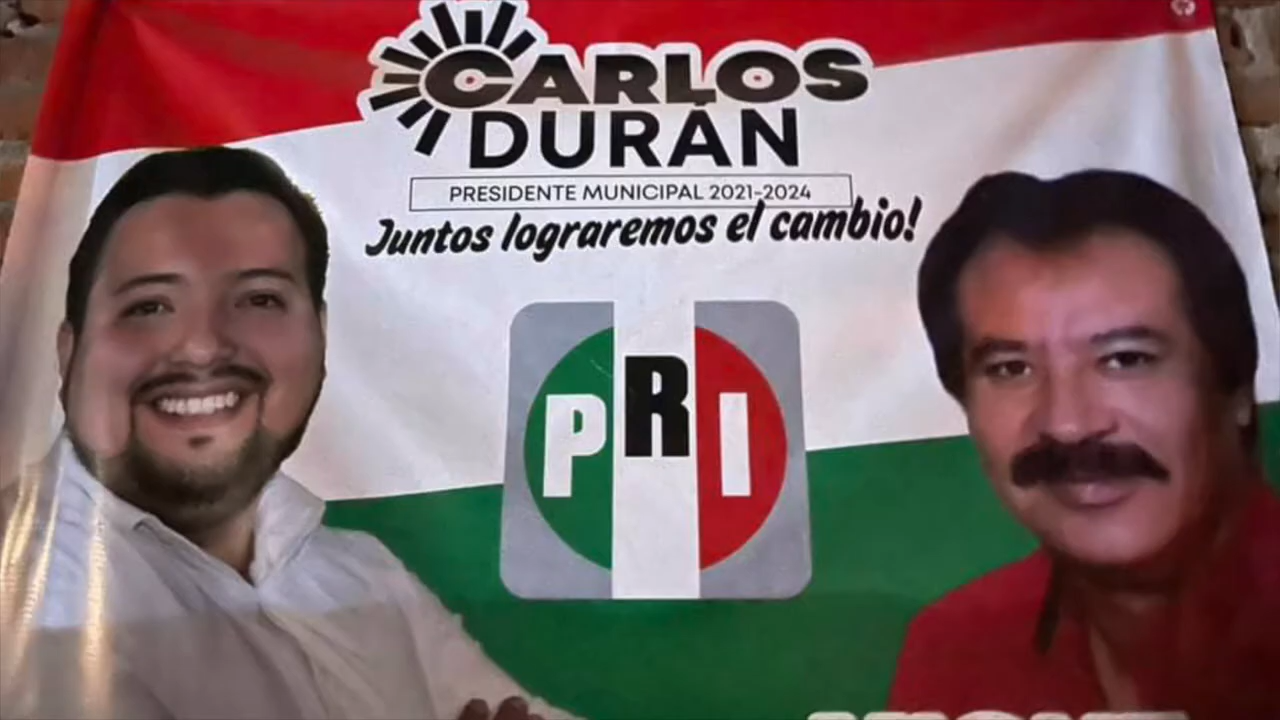 CARLOS
DURÁN
PRESIDENTE MUNICIPAL 2021-2024
Juntos lograremos el cambio!
PRI